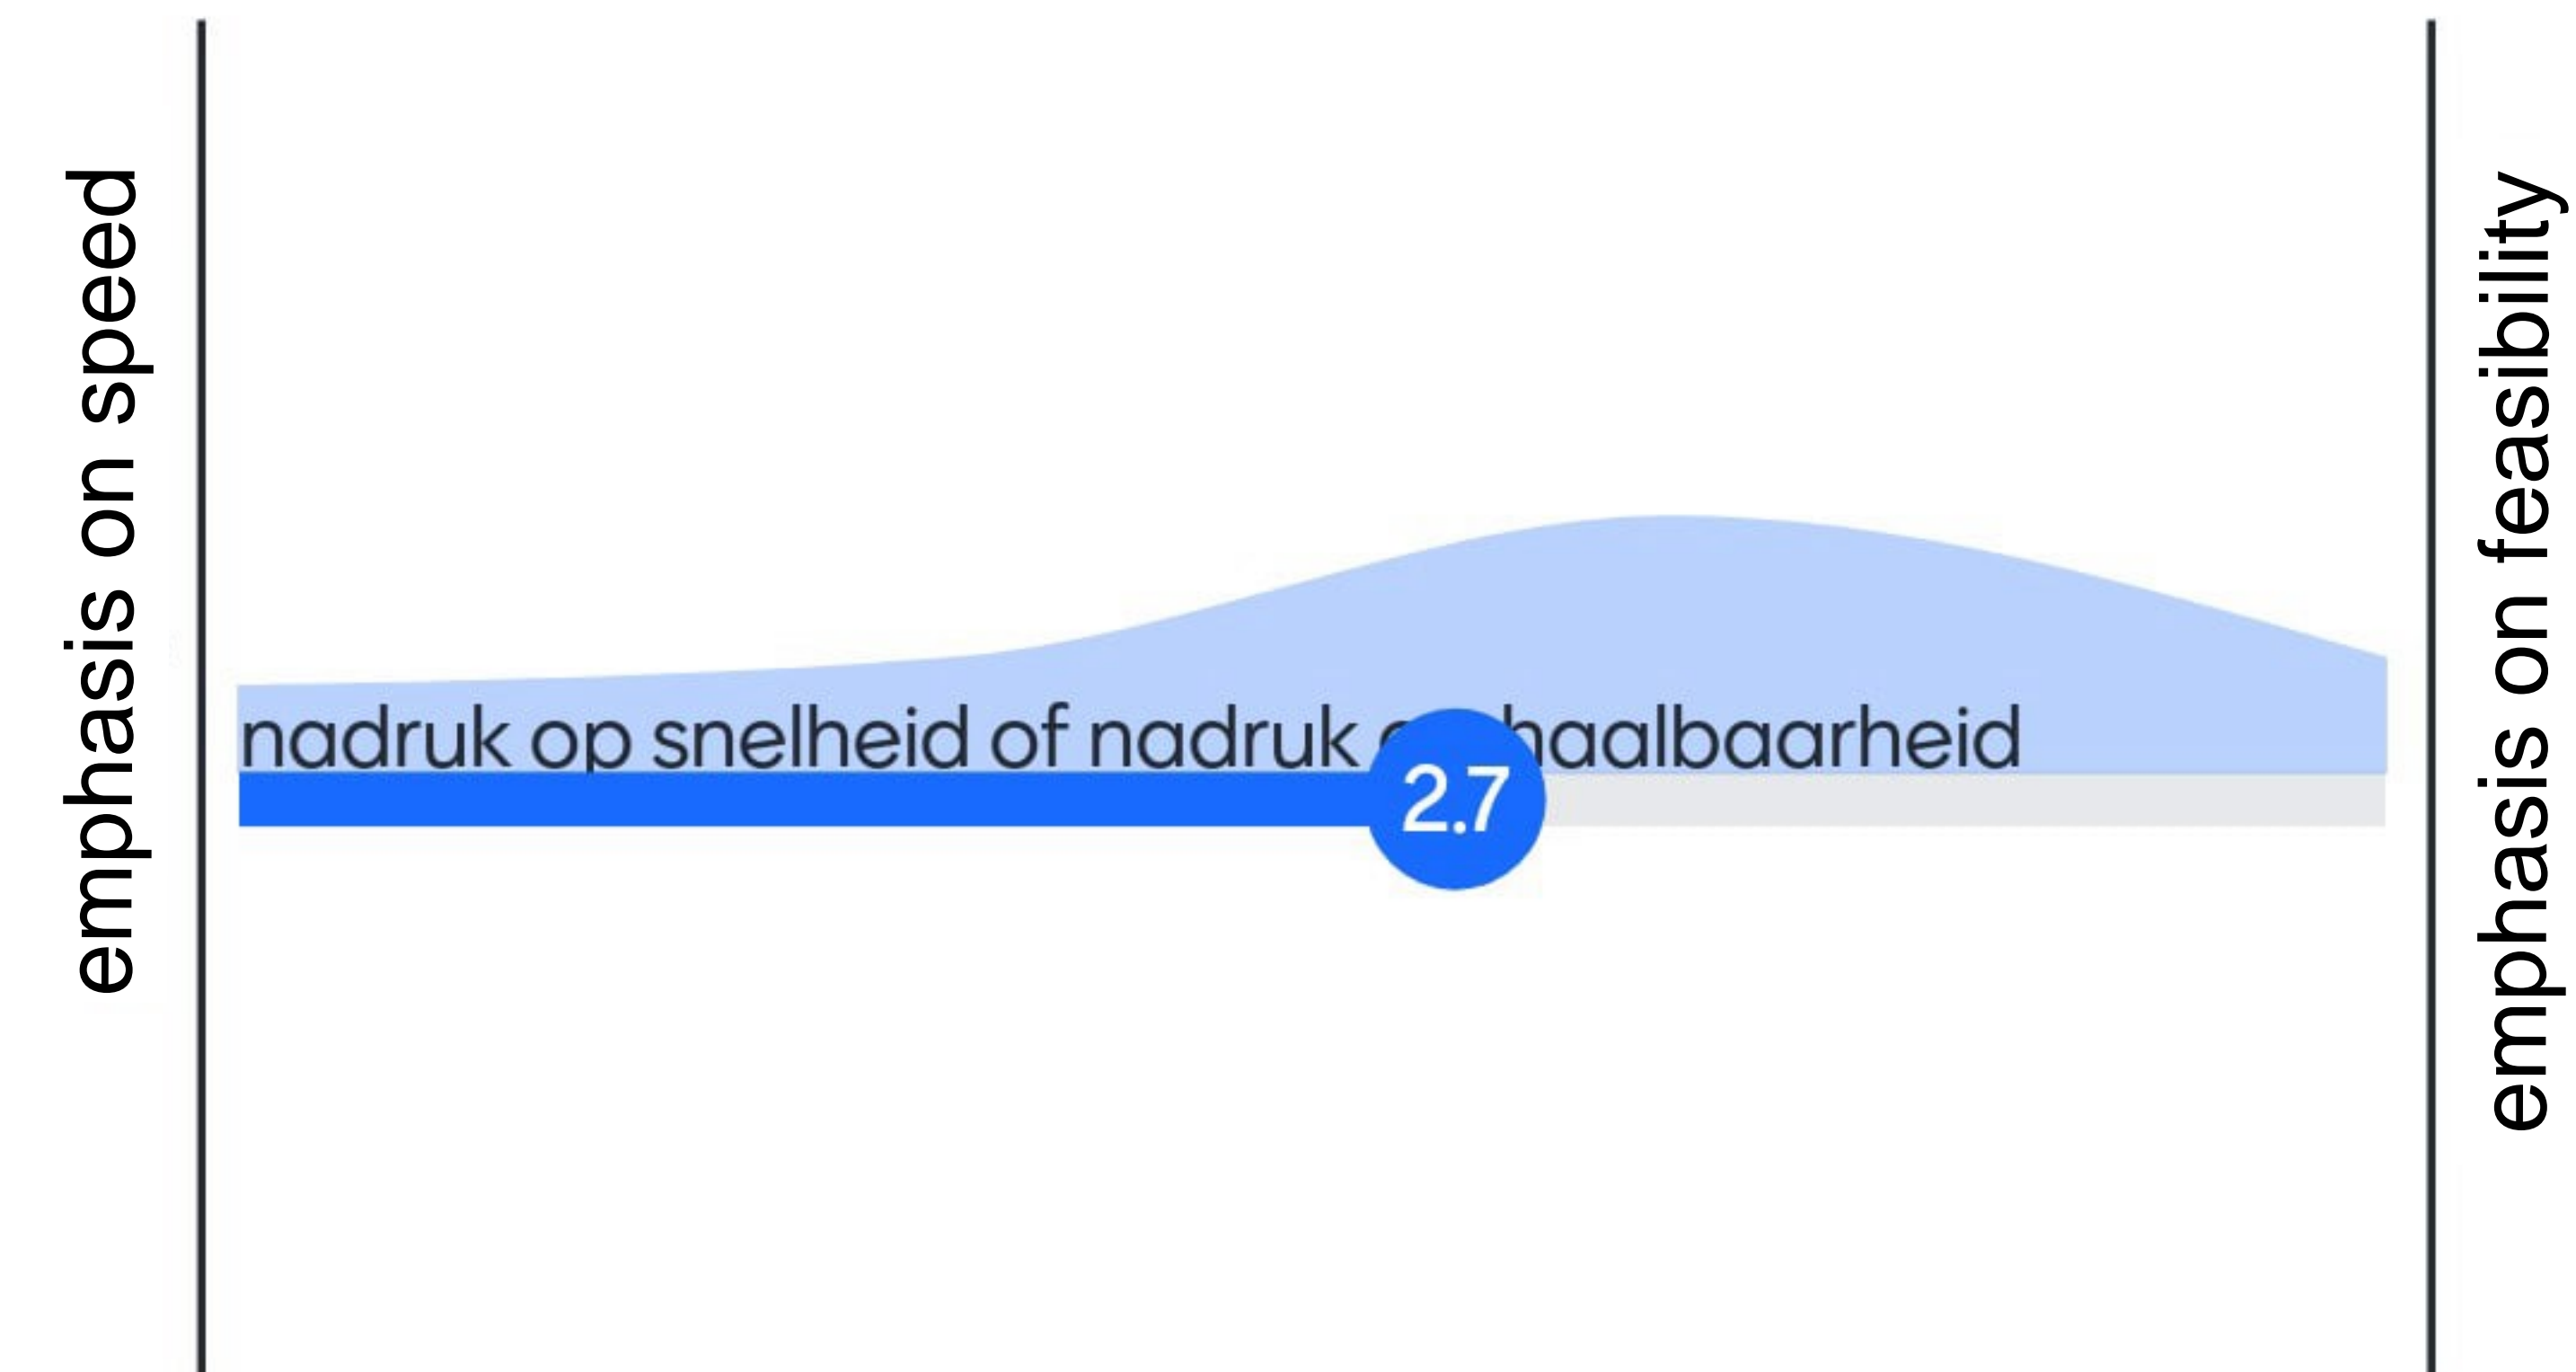 emphasis on speed
nadruk op snelheid of nadruk haalbaarheid
2.7
emphasis on feasibility